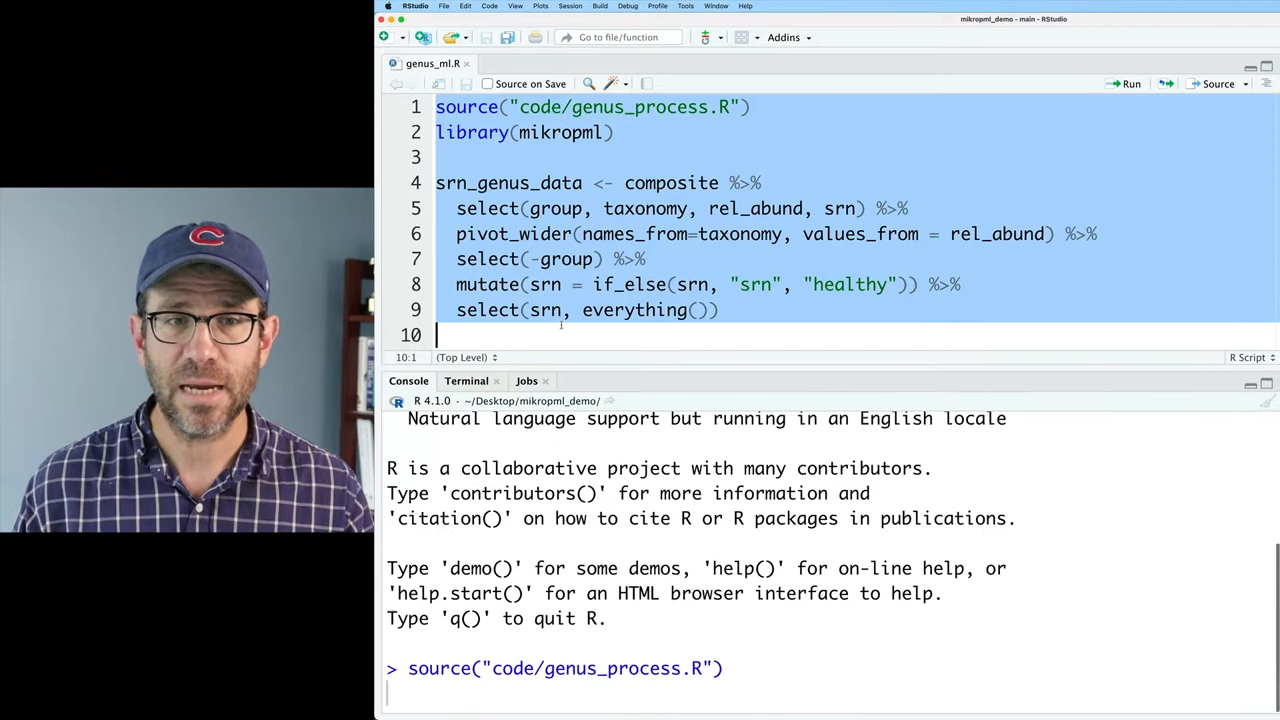 RStudio File Edit Code View Plots Session Build Debug Profile Tools Window Help
mikropml_demo - main - RStudio
Go to file/function Addins
genus_ml.R
Source on Save Run Source
1 source("code/genus_process.R")
2 library(mikropml)
3
4 srn_genus_data <- composite %>%
5 select(group, taxonomy, rel_abund, srn) %>%
6 pivot_wider(names_from=taxonomy, values_from = rel_abund) %>%
7 select(-group) %>%
8 mutate(srn = if_else(srn, "srn", "healthy")) %>%
9 select(srn, everything())
10
10:1 (Top Level) R Script
Console Terminal Jobs
R 4.1.0 · ~/Desktop/mikropml_demo/
Natural language support but running in an English locale
R is a collaborative project with many contributors.
Type 'contributors()' for more information and
'citation()' on how to cite R or R packages in publications.
Type 'demo()' for some demos, 'help()' for on-line help, or
'help.start()' for an HTML browser interface to help.
Type 'q()' to quit R.
> source("code/genus_process.R")